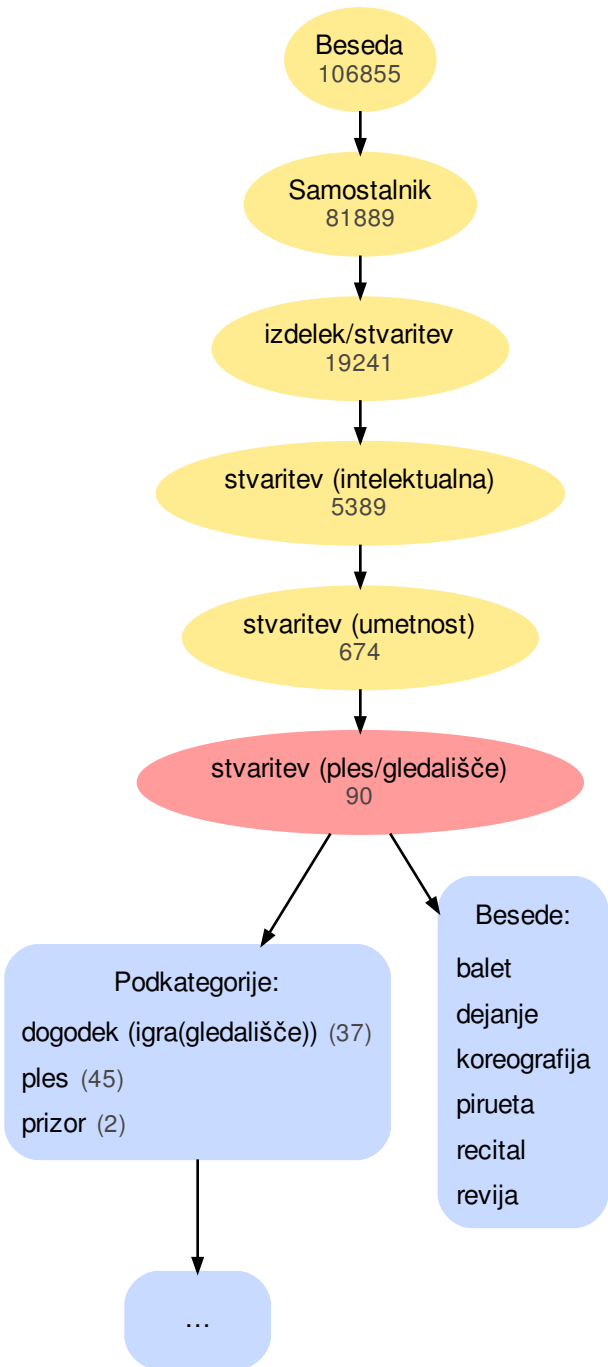 Beseda
106855
Samostalnik
81889
izdelek/stvaritev
19241
stvaritev (intelektualna)
5389
stvaritev (umetnost)
674
stvaritev (ples/gledališče)
90
Podkategorije:
dogodek (igra(gledališče)) (37)
ples (45)
prizor (2)
Besede:
balet
dejanje
koreografija
pirueta
recital
revija
...